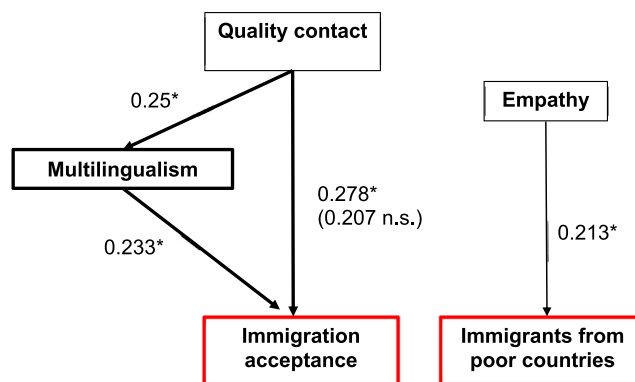 Quality contact
0.25*
Empathy
Multilingualism
0.278*
(0.207 n.s.)
0.233*
0.213*
Immigration
acceptance
Immigrants from
poor countries